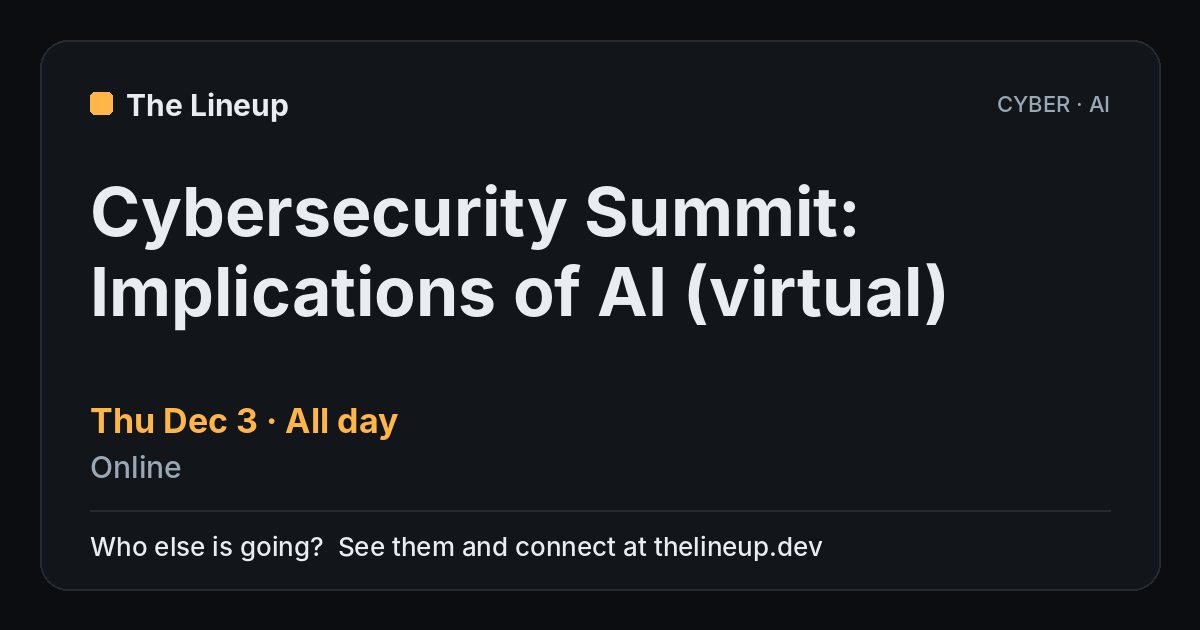 The Lineup
CYBER · AI
Cybersecurity Summit:
Implications of AI (virtual)
Thu Dec 3 · All day
Online
Who else is going?  See them and connect at thelineup.dev